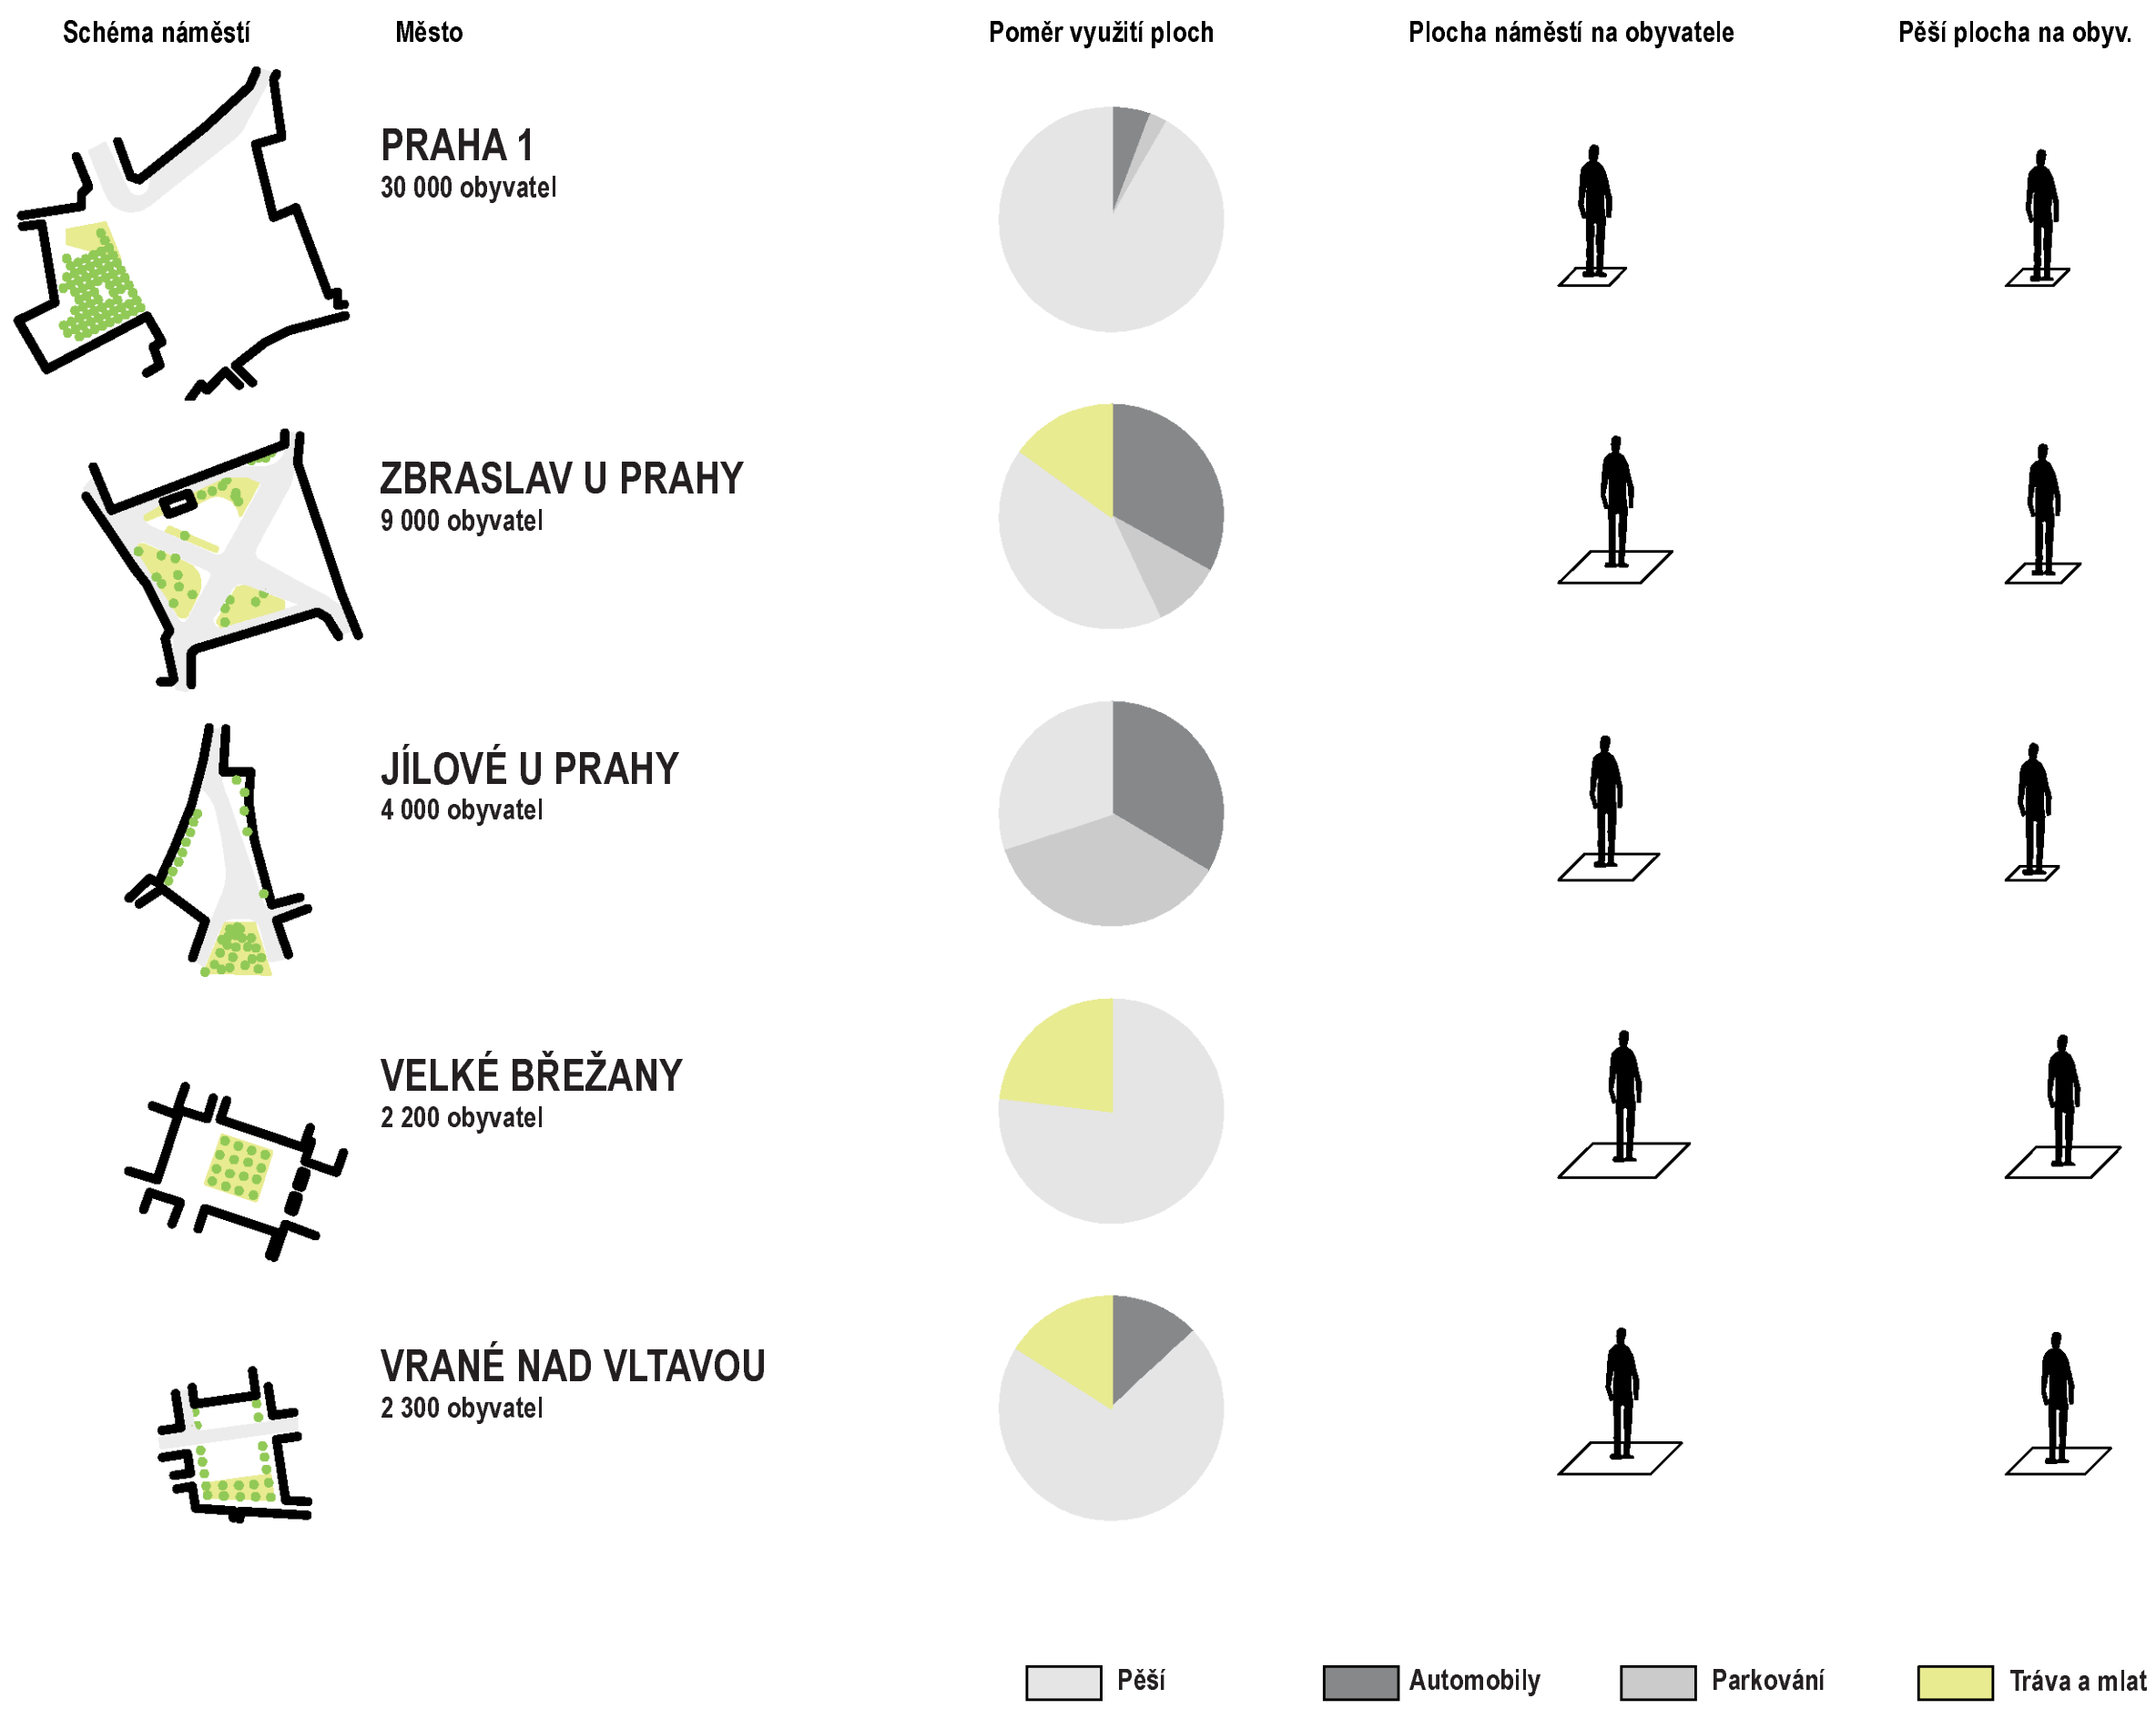 Schéma náměstí
Město
Poměr využití ploch
Plocha náměstí na obyvatele
Pěší plocha na obyv.
PRAHA 1
30 000 obyvatel
ZBRASLAV U PRAHY
9 000 obyvatel
JÍLOVÉ U PRAHY
4 000 obyvatel
VELKÉ BŘEŽANY
2 200 obyvatel
VRANÉ NAD VLTAVOU
2 300 obyvatel
Pěší
Automobily
Parkování
Tráva a mlat